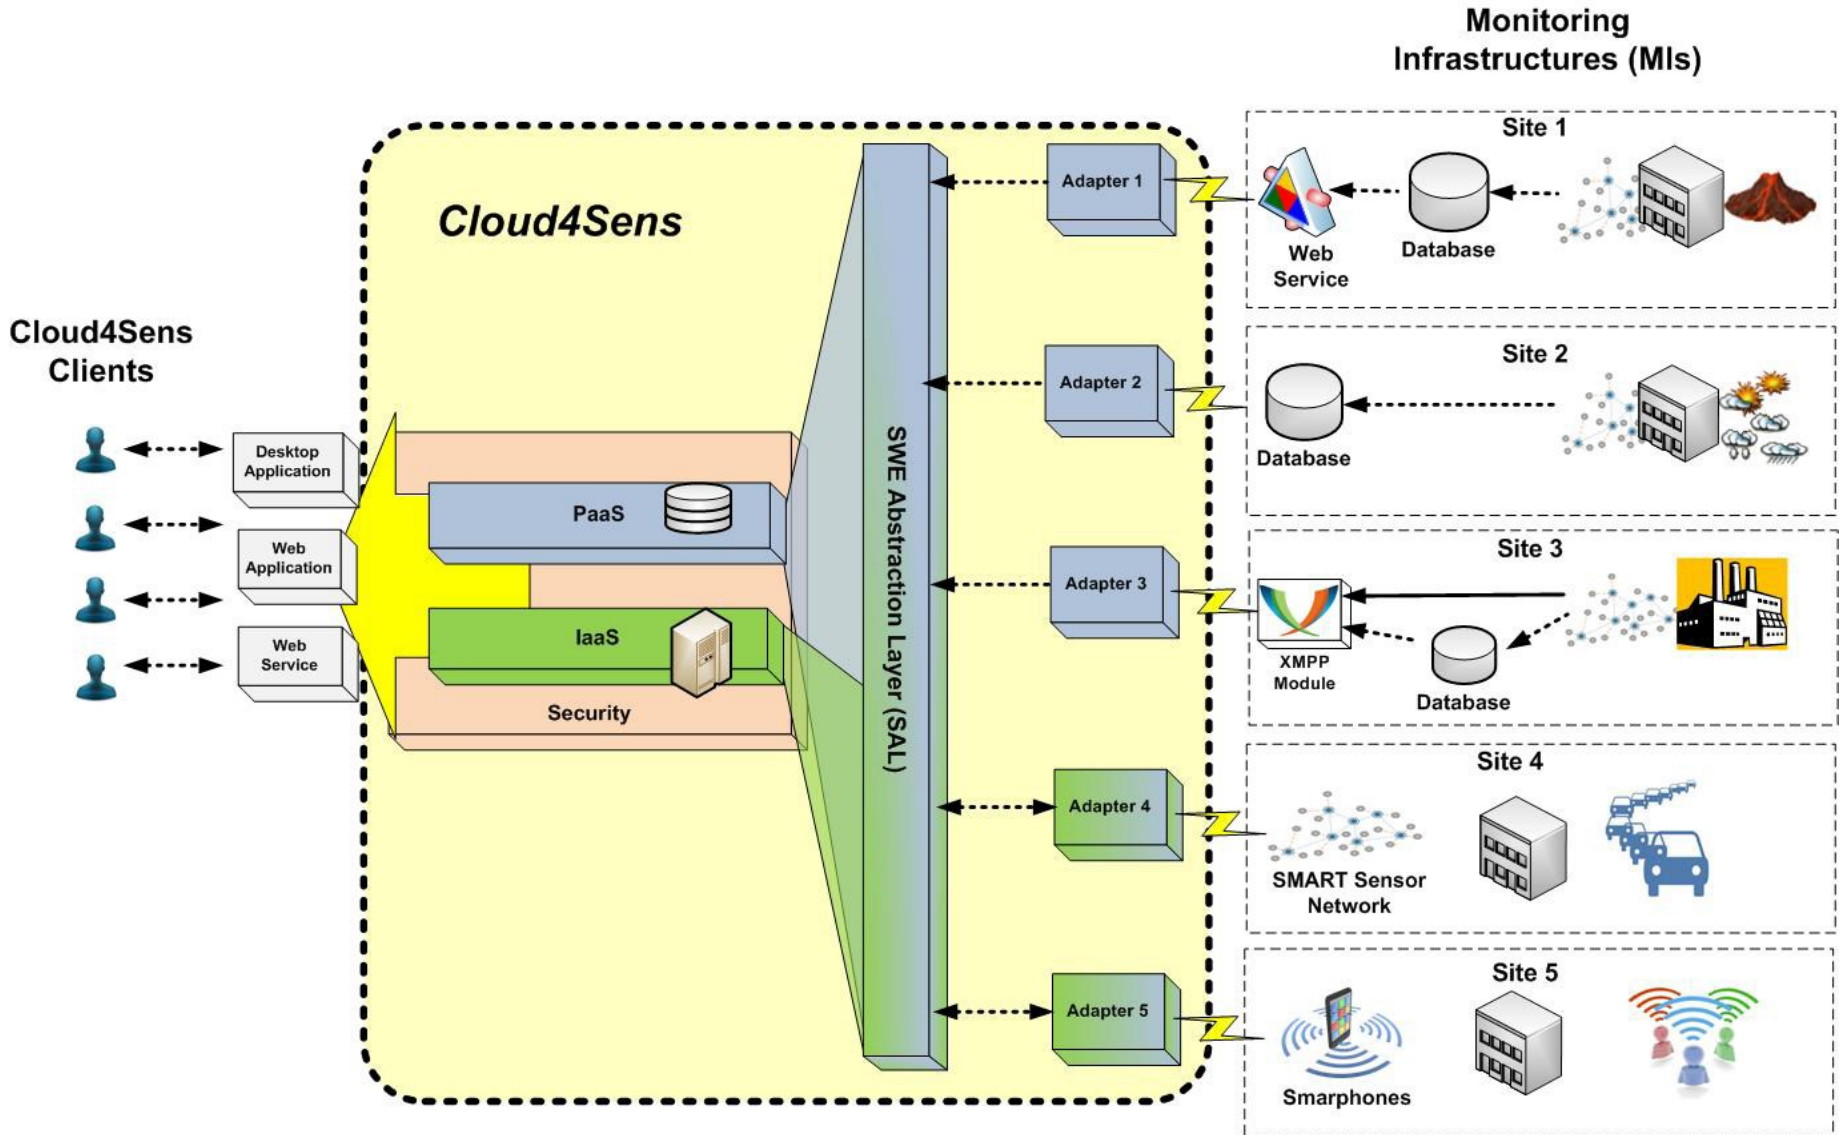 Monitoring
Infrastructures (MIs)
Site 1
Adapter 1
Web
Service
Database
Cloud4Sens
Cloud4Sens
Clients
Site 2
Adapter 2
Database
Desktop
Application
PaaS
SWE Abstraction Layer (SAL)
Web
Application
Site 3
Adapter 3
XMPP
Module
Database
IaaS
Web
Service
Security
Site 4
Adapter 4
SMART Sensor
Network
Site 5
Adapter 5
Smarphones